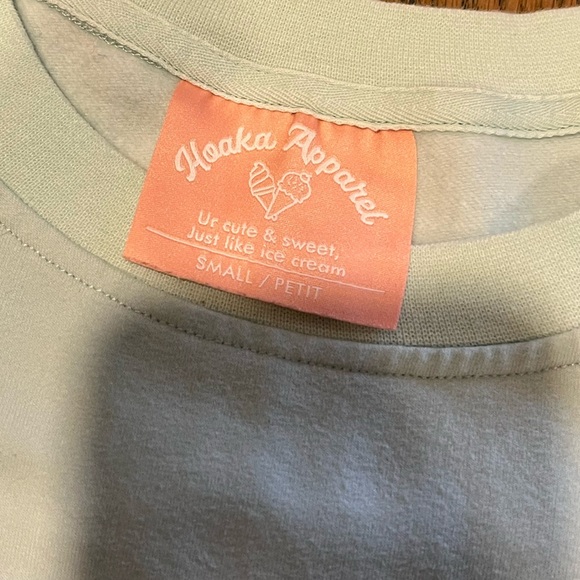 Hoaka Apparel
Ur cute & sweet,
Just like ice cream
SMALL / PETIT